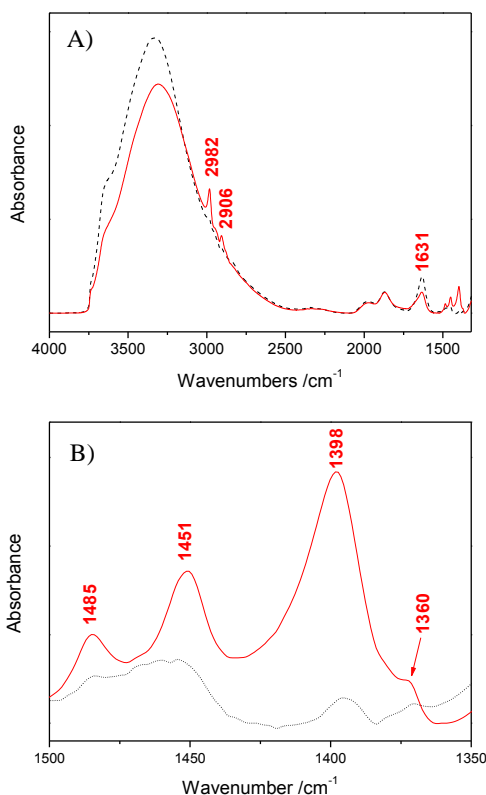 A)
2982
2906
1631
Absorbance
4000 3500 3000 2500 2000 1500
Wavenumbers /cm-1
B)
1398
1451
1485
1360
Absorbance
1500 1450 1400 1350
Wavenumber /cm-1